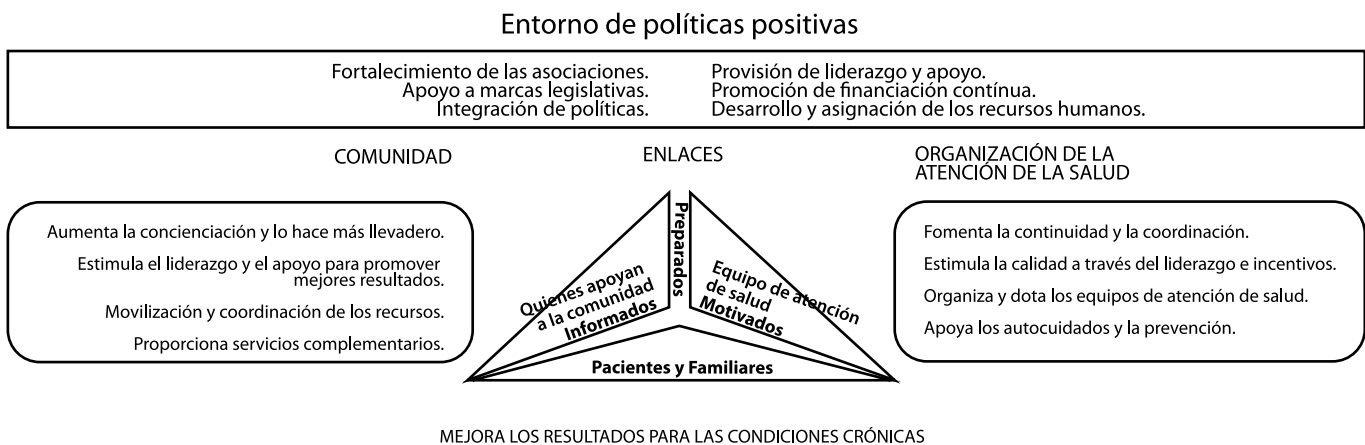 Entorno de políticas positivas
Fortalecimiento de las asociaciones.
Apoyo a marcas legislativas.
Integración de políticas.
Provisión de liderazgo y apoyo.
Promoción de financiación contínua.
Desarrollo y asignación de los recursos humanos.
COMUNIDAD
ENLACES
ORGANIZACIÓN DE LA
ATENCIÓN DE LA SALUD
Aumenta la concienciación y lo hace más llevadero.
Estimula el liderazgo y el apoyo para promover
mejores resultados.
Movilización y coordinación de los recursos.
Proporciona servicios complementarios.
Quienes apoyan
a la comunidad
Informados
Preparados
Equipo de atención
de salud
Motivados
Pacientes y Familiares
Fomenta la continuidad y la coordinación.
Estimula la calidad a través del liderazgo e incentivos.
Organiza y dota los equipos de atención de salud.
Apoya los autocuidados y la prevención.
MEJORA LOS RESULTADOS PARA LAS CONDICIONES CRÓNICAS